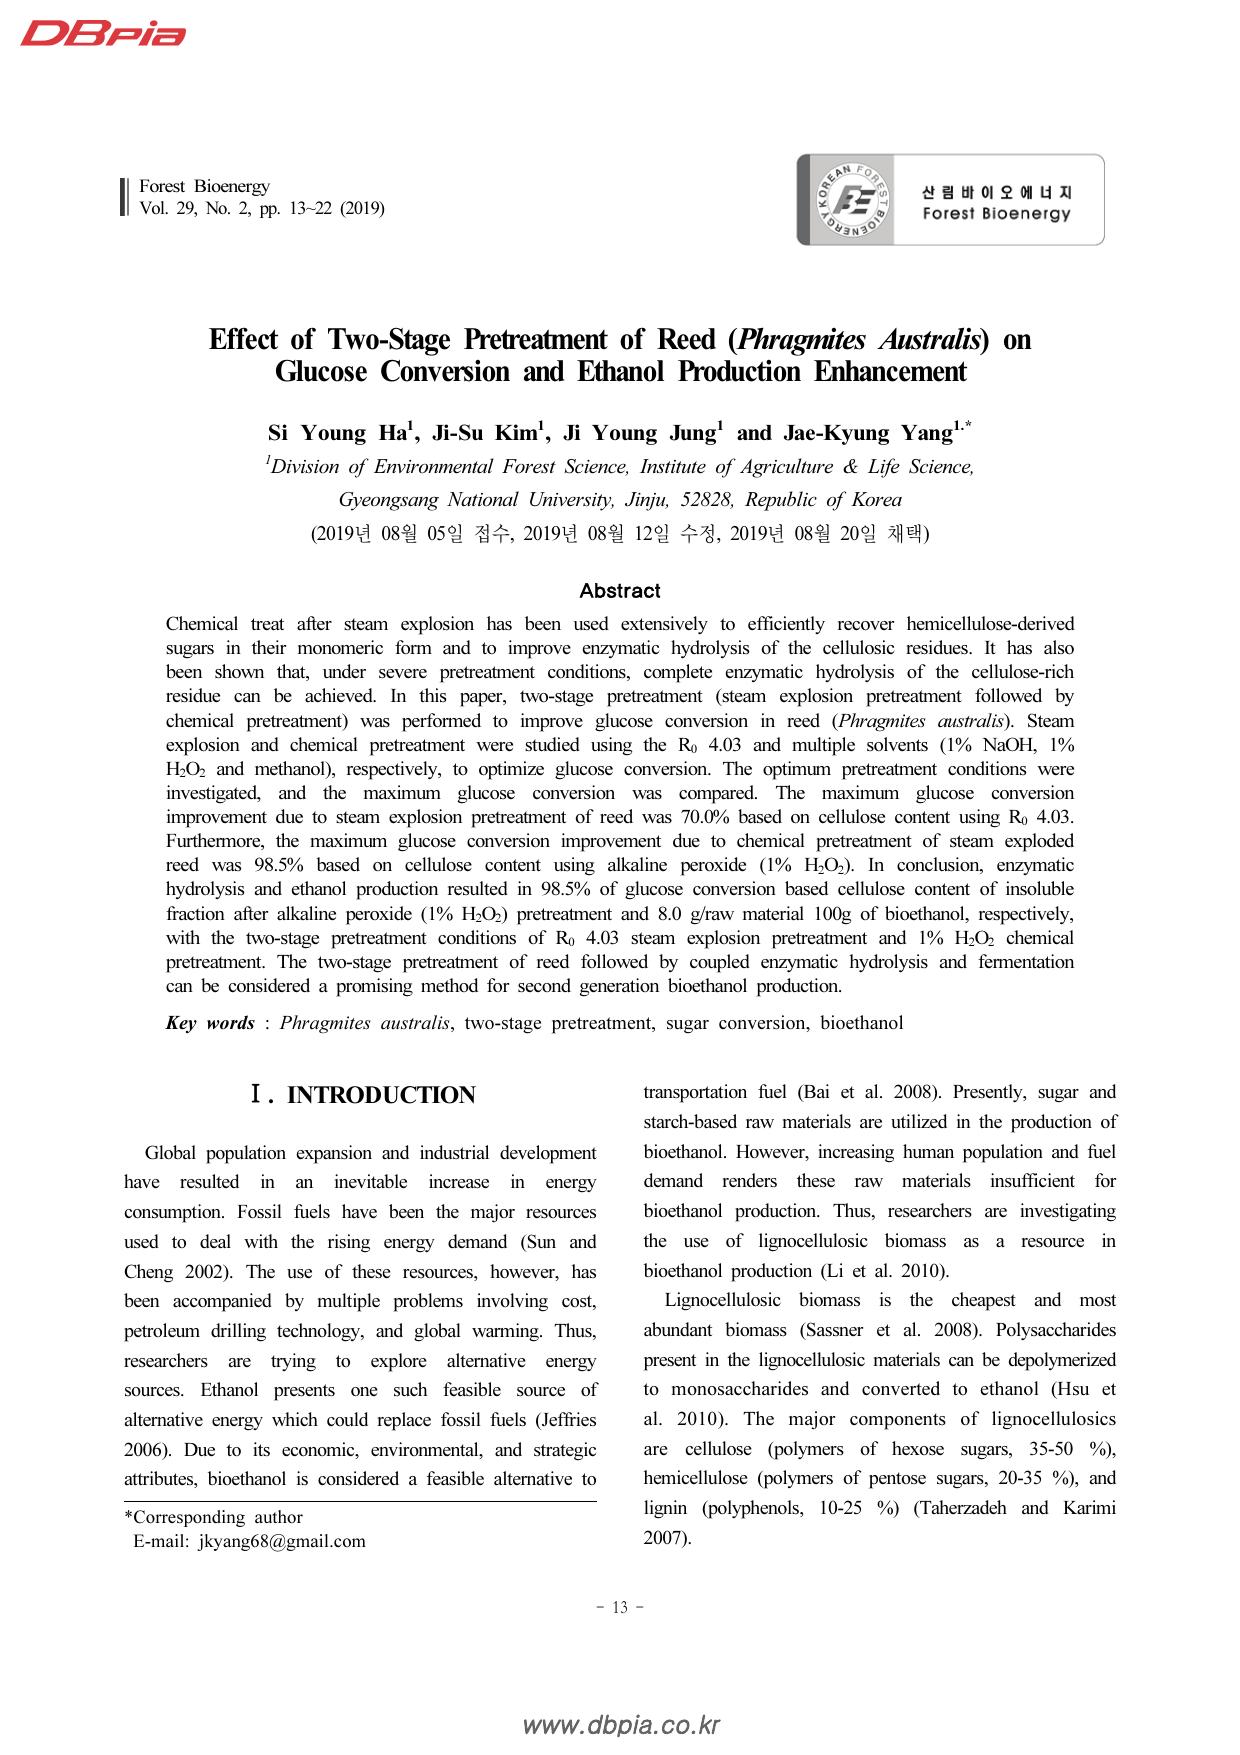 DBpia
Forest Bioenergy
Vol. 29, No. 2, pp. 13~22 (2019)
KOREAN FOREST BIOENERGY
산림바이오에너지
Forest Bioenergy
Effect of Two-Stage Pretreatment of Reed (Phragmites Australis) on
Glucose Conversion and Ethanol Production Enhancement
Si Young Ha1, Ji-Su Kim1, Ji Young Jung1 and Jae-Kyung Yang1.*
1Division of Environmental Forest Science, Institute of Agriculture & Life Science,
Gyeongsang National University, Jinju, 52828, Republic of Korea
(2019년 08월 05일 접수, 2019년 08월 12일 수정, 2019년 08월 20일 채택)
Abstract
Chemical treat after steam explosion has been used extensively to efficiently recover hemicellulose-derived
sugars in their monomeric form and to improve enzymatic hydrolysis of the cellulosic residues. It has also
been shown that, under severe pretreatment conditions, complete enzymatic hydrolysis of the cellulose-rich
residue can be achieved. In this paper, two-stage pretreatment (steam explosion pretreatment followed by
chemical pretreatment) was performed to improve glucose conversion in reed (Phragmites australis). Steam
explosion and chemical pretreatment were studied using the R0 4.03 and multiple solvents (1% NaOH, 1%
H2O2 and methanol), respectively, to optimize glucose conversion. The optimum pretreatment conditions were
investigated, and the maximum glucose conversion was compared. The maximum glucose conversion
improvement due to steam explosion pretreatment of reed was 70.0% based on cellulose content using R0 4.03.
Furthermore, the maximum glucose conversion improvement due to chemical pretreatment of steam exploded
reed was 98.5% based on cellulose content using alkaline peroxide (1% H2O2). In conclusion, enzymatic
hydrolysis and ethanol production resulted in 98.5% of glucose conversion based cellulose content of insoluble
fraction after alkaline peroxide (1% H2O2) pretreatment and 8.0 g/raw material 100g of bioethanol, respectively,
with the two-stage pretreatment conditions of R0 4.03 steam explosion pretreatment and 1% H2O2 chemical
pretreatment. The two-stage pretreatment of reed followed by coupled enzymatic hydrolysis and fermentation
can be considered a promising method for second generation bioethanol production.
Key words : Phragmites australis, two-stage pretreatment, sugar conversion, bioethanol
Ⅰ. INTRODUCTION
Global population expansion and industrial development
have resulted in an inevitable increase in energy
consumption. Fossil fuels have been the major resources
used to deal with the rising energy demand (Sun and
Cheng 2002). The use of these resources, however, has
been accompanied by multiple problems involving cost,
petroleum drilling technology, and global warming. Thus,
researchers are trying to explore alternative energy
sources. Ethanol presents one such feasible source of
alternative energy which could replace fossil fuels (Jeffries
2006). Due to its economic, environmental, and strategic
attributes, bioethanol is considered a feasible alternative to
*Corresponding author
E-mail: jkyang68@gmail.com
transportation fuel (Bai et al. 2008). Presently, sugar and
starch-based raw materials are utilized in the production of
bioethanol. However, increasing human population and fuel
demand renders these raw materials insufficient for
bioethanol production. Thus, researchers are investigating
the use of lignocellulosic biomass as a resource in
bioethanol production (Li et al. 2010).
Lignocellulosic biomass is the cheapest and most
abundant biomass (Sassner et al. 2008). Polysaccharides
present in the lignocellulosic materials can be depolymerized
to monosaccharides and converted to ethanol (Hsu et
al. 2010). The major components of lignocellulosics
are cellulose (polymers of hexose sugars, 35-50 %),
hemicellulose (polymers of pentose sugars, 20-35 %), and
lignin (polyphenols, 10-25 %) (Taherzadeh and Karimi
2007).
- 13 -
www.dbpia.co.kr